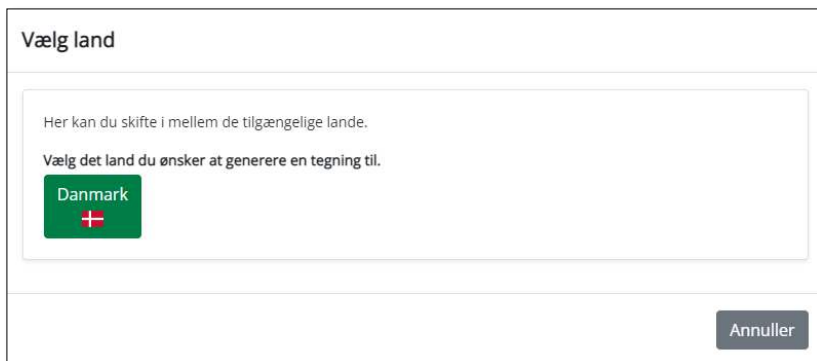 Vælg land
Her kan du skifte i mellem de tilgængelige lande.
Vælg det land du ønsker at generere en tegning til.
Danmark
Annuller